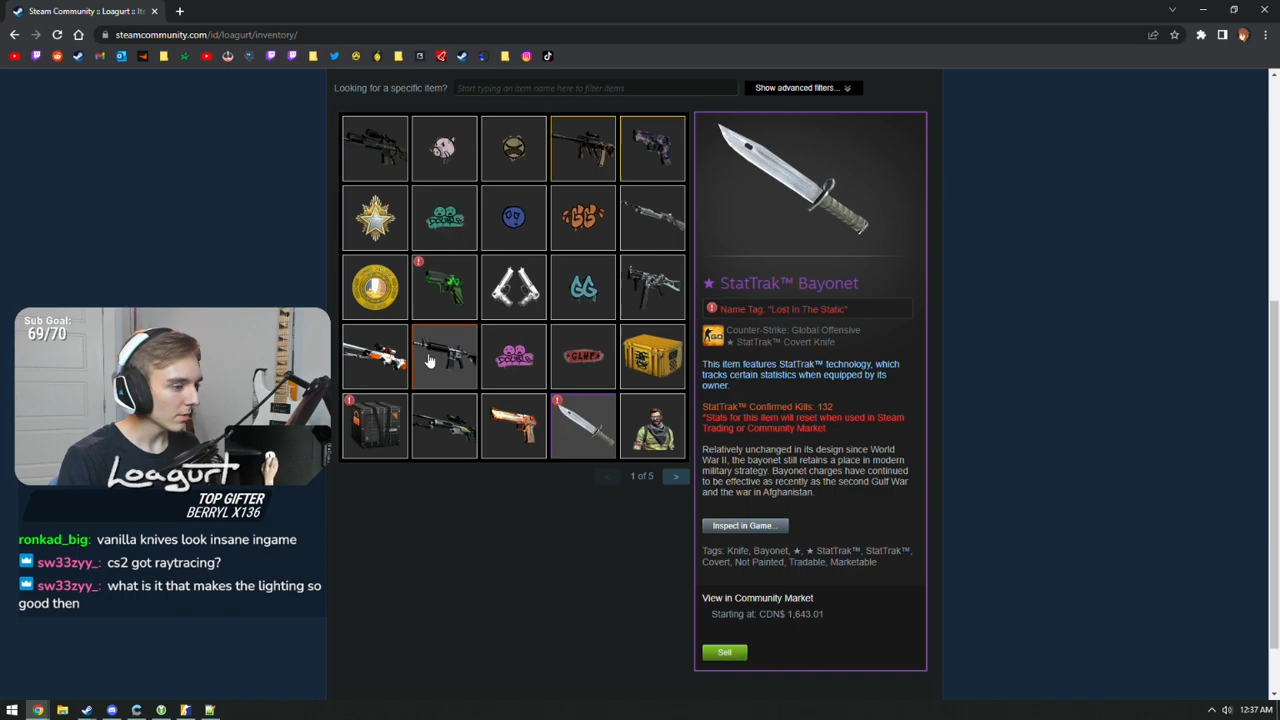 Steam Community :: Loagurt :: Ite
steamcommunity.com/id/loagurt/inventory/
Looking for a specific item?
Start typing an item name here to filter items
Show advanced filters...
★ StatTrak™ Bayonet
Name Tag: "Lost In The Static"
Counter-Strike: Global Offensive
★ StatTrak™ Covert Knife
This item features StatTrak™ technology, which
tracks certain statistics when equipped by its
owner.
StatTrak™ Confirmed Kills: 132
*Stats for this item will reset when used in Steam
Trading or Community Market
Relatively unchanged in its design since World
War II, the bayonet still retains a place in modern
military strategy. Bayonet charges have continued
to be effective as recently as the second Gulf War
and the war in Afghanistan.
Inspect in Game...
Tags: Knife, Bayonet, ★, ★ StatTrak™, StatTrak™,
Covert, Not Painted, Tradable, Marketable
View in Community Market
Starting at: CDN$ 1,643.01
Sell
< 1 of 5 >
Sub Goal:
69/70
Loagurt
TOP GIFTER
BERRYL X136
ronkad_big: vanilla knives look insane ingame
sw33zyy_: cs2 got raytracing?
sw33zyy_: what is it that makes the lighting so
good then
12:37 AM